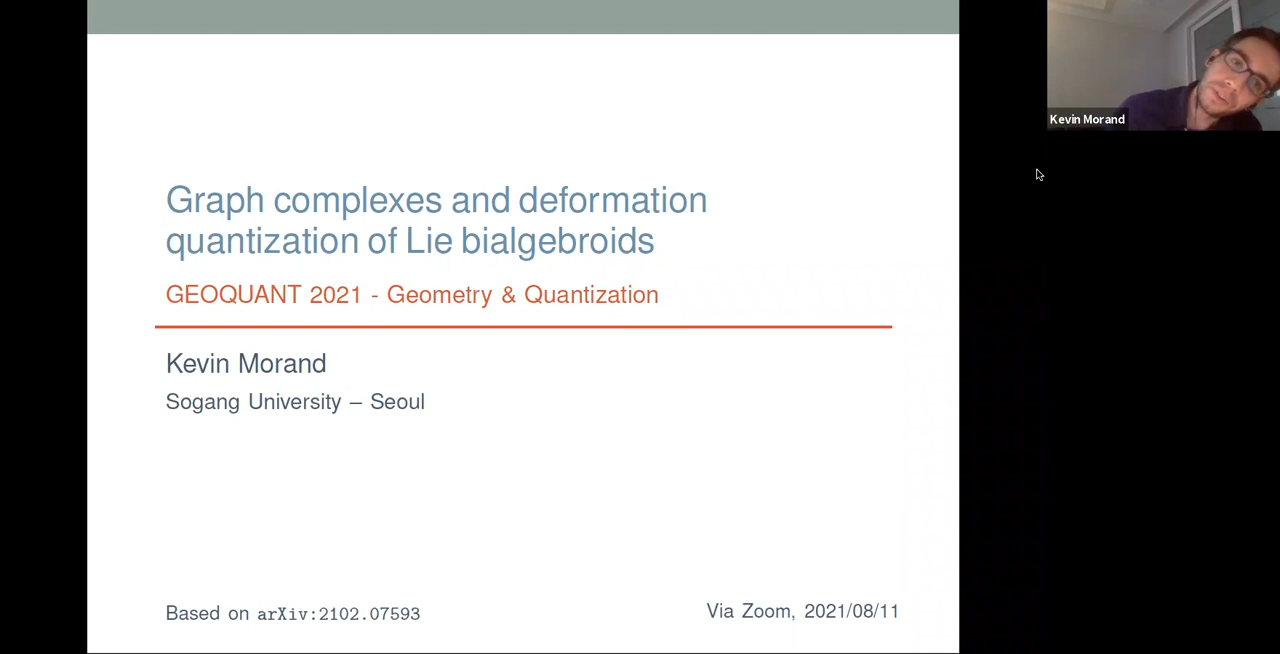 Graph complexes and deformation
quantization of Lie bialgebroids
GEOQUANT 2021 - Geometry & Quantization
Kevin Morand
Sogang University – Seoul
Based on arXiv:2102.07593
Via Zoom, 2021/08/11
Kevin Morand